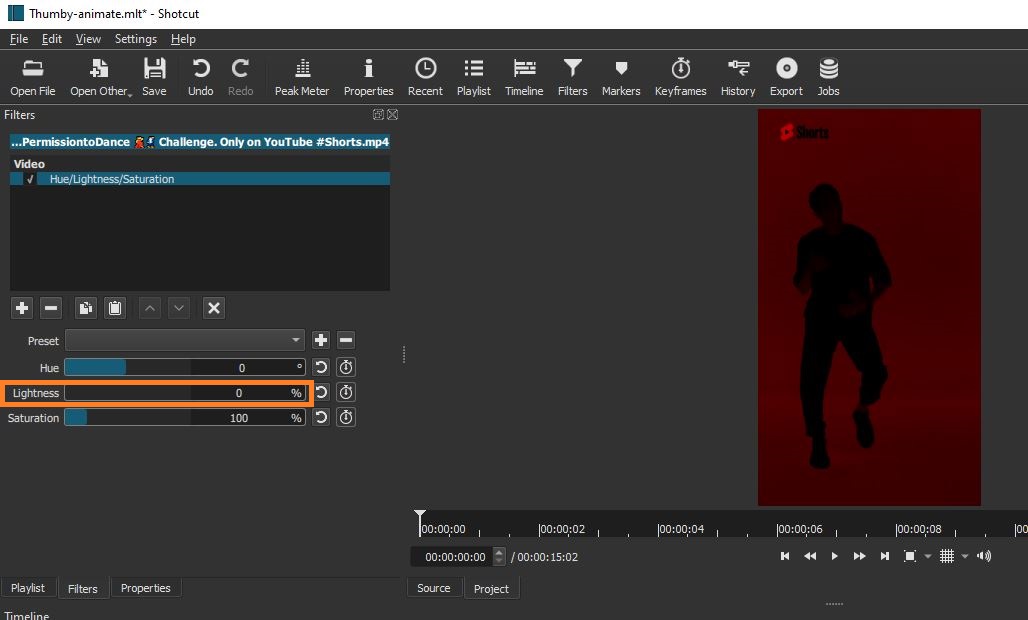 Thumby-animate.mlt* - Shotcut
File Edit View Settings Help
Open File Open Other Save Undo Redo Peak Meter Properties Recent Playlist Timeline Filters Markers Keyframes History Export Jobs
Filters
...PermissiontoDance 🕺 Challenge. Only on YouTube #Shorts.mp4
Video
✓ Hue/Lightness/Saturation
Shorts
Preset
Hue 0 °
Lightness 0 %
Saturation 100 %
00:00:00 00:00:02 00:00:04 00:00:06 00:00:08 00
00:00:00:00 / 00:00:15:02
Playlist Filters Properties
Source Project
Timeline